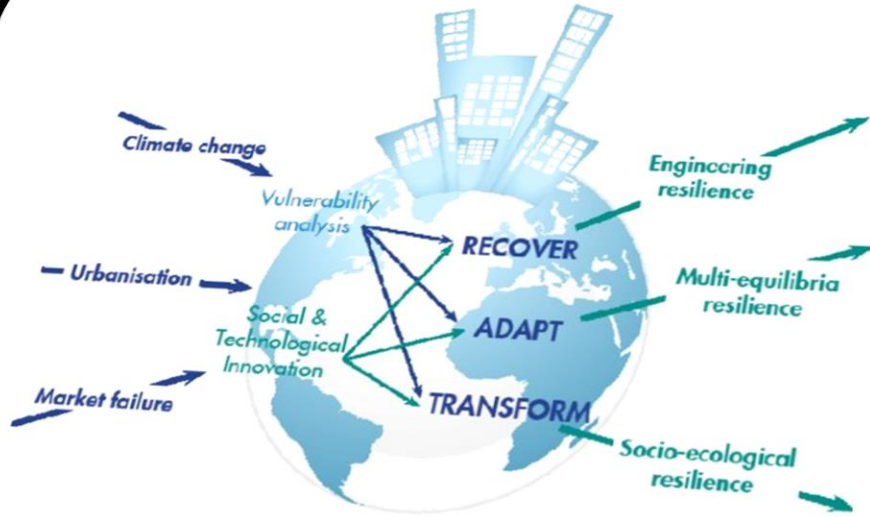 Climate change
Vulnerability
analysis
Urbanisation
Social &
Technological
Innovation
Market failure
RECOVER
ADAPT
TRANSFORM
Engineering
resilience
Multi-equilibria
resilience
Socio-ecological
resilience